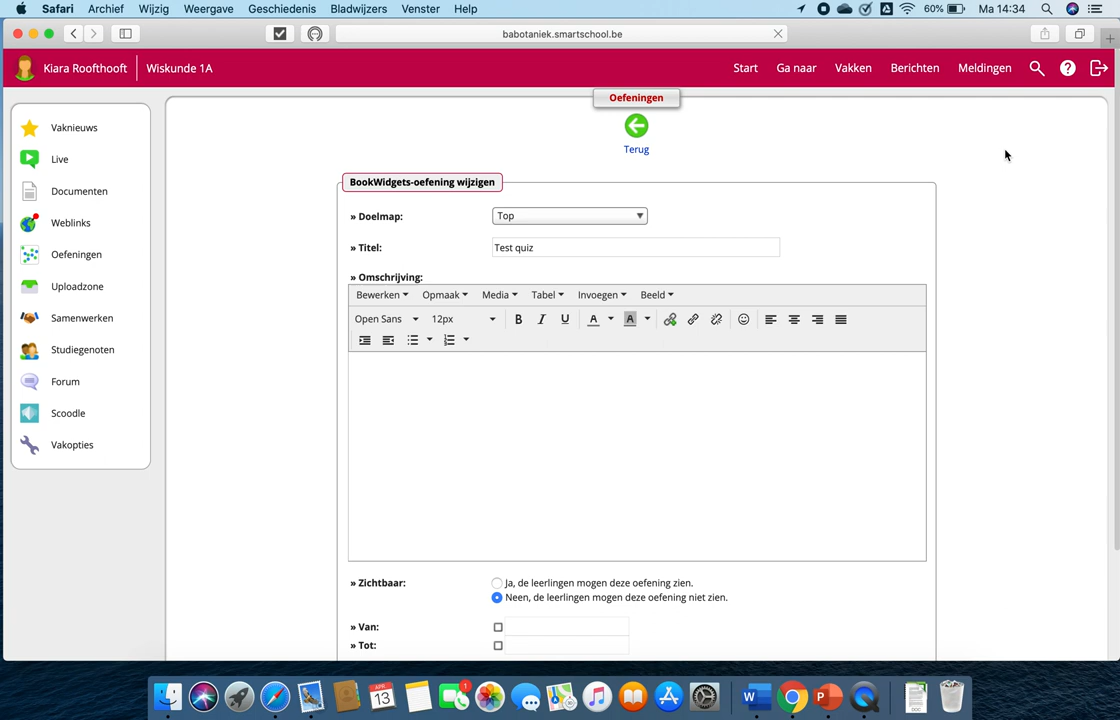 Safari Archief Wijzig Weergave Geschiedenis Bladwijzers Venster Help 60% Ma 14:34
babotaniek.smartschool.be
Kiara Roofthooft Wiskunde 1A Start Ga naar Vakken Berichten Meldingen
Oefeningen
Terug
Vaknieuws
Live
Documenten
Weblinks
Oefeningen
Uploadzone
Samenwerken
Studiegenoten
Forum
Scoodle
Vakopties
BookWidgets-oefening wijzigen
» Doelmap: Top
» Titel: Test quiz
» Omschrijving:
Bewerken Opmaak Media Tabel Invoegen Beeld
Open Sans 12px B I U A A
» Zichtbaar: Ja, de leerlingen mogen deze oefening zien.
Neen, de leerlingen mogen deze oefening niet zien.
» Van:
» Tot:
APR
13
1
W
P